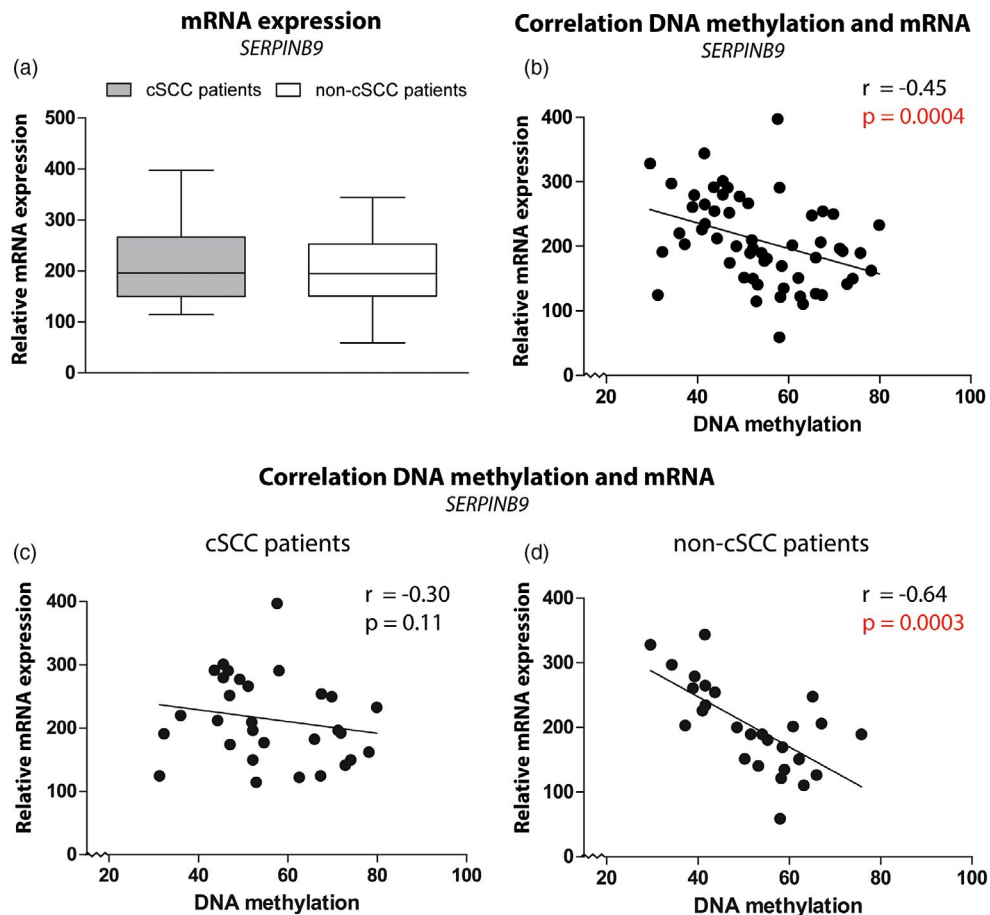 mRNA expression
SERPINB9
(a)
cSCC patients
non-cSCC patients
Relative mRNA expression
500
400
300
200
100
0
Correlation DNA methylation and mRNA
SERPINB9
(b)
r = -0.45
p = 0.0004
Relative mRNA expression
400
300
200
100
0
20 40 60 80 100
DNA methylation
Correlation DNA methylation and mRNA
SERPINB9
(c)
cSCC patients
r = -0.30
p = 0.11
Relative mRNA expression
400
300
200
100
0
20 40 60 80 100
DNA methylation
(d)
non-cSCC patients
r = -0.64
p = 0.0003
Relative mRNA expression
400
300
200
100
0
20 40 60 80 100
DNA methylation